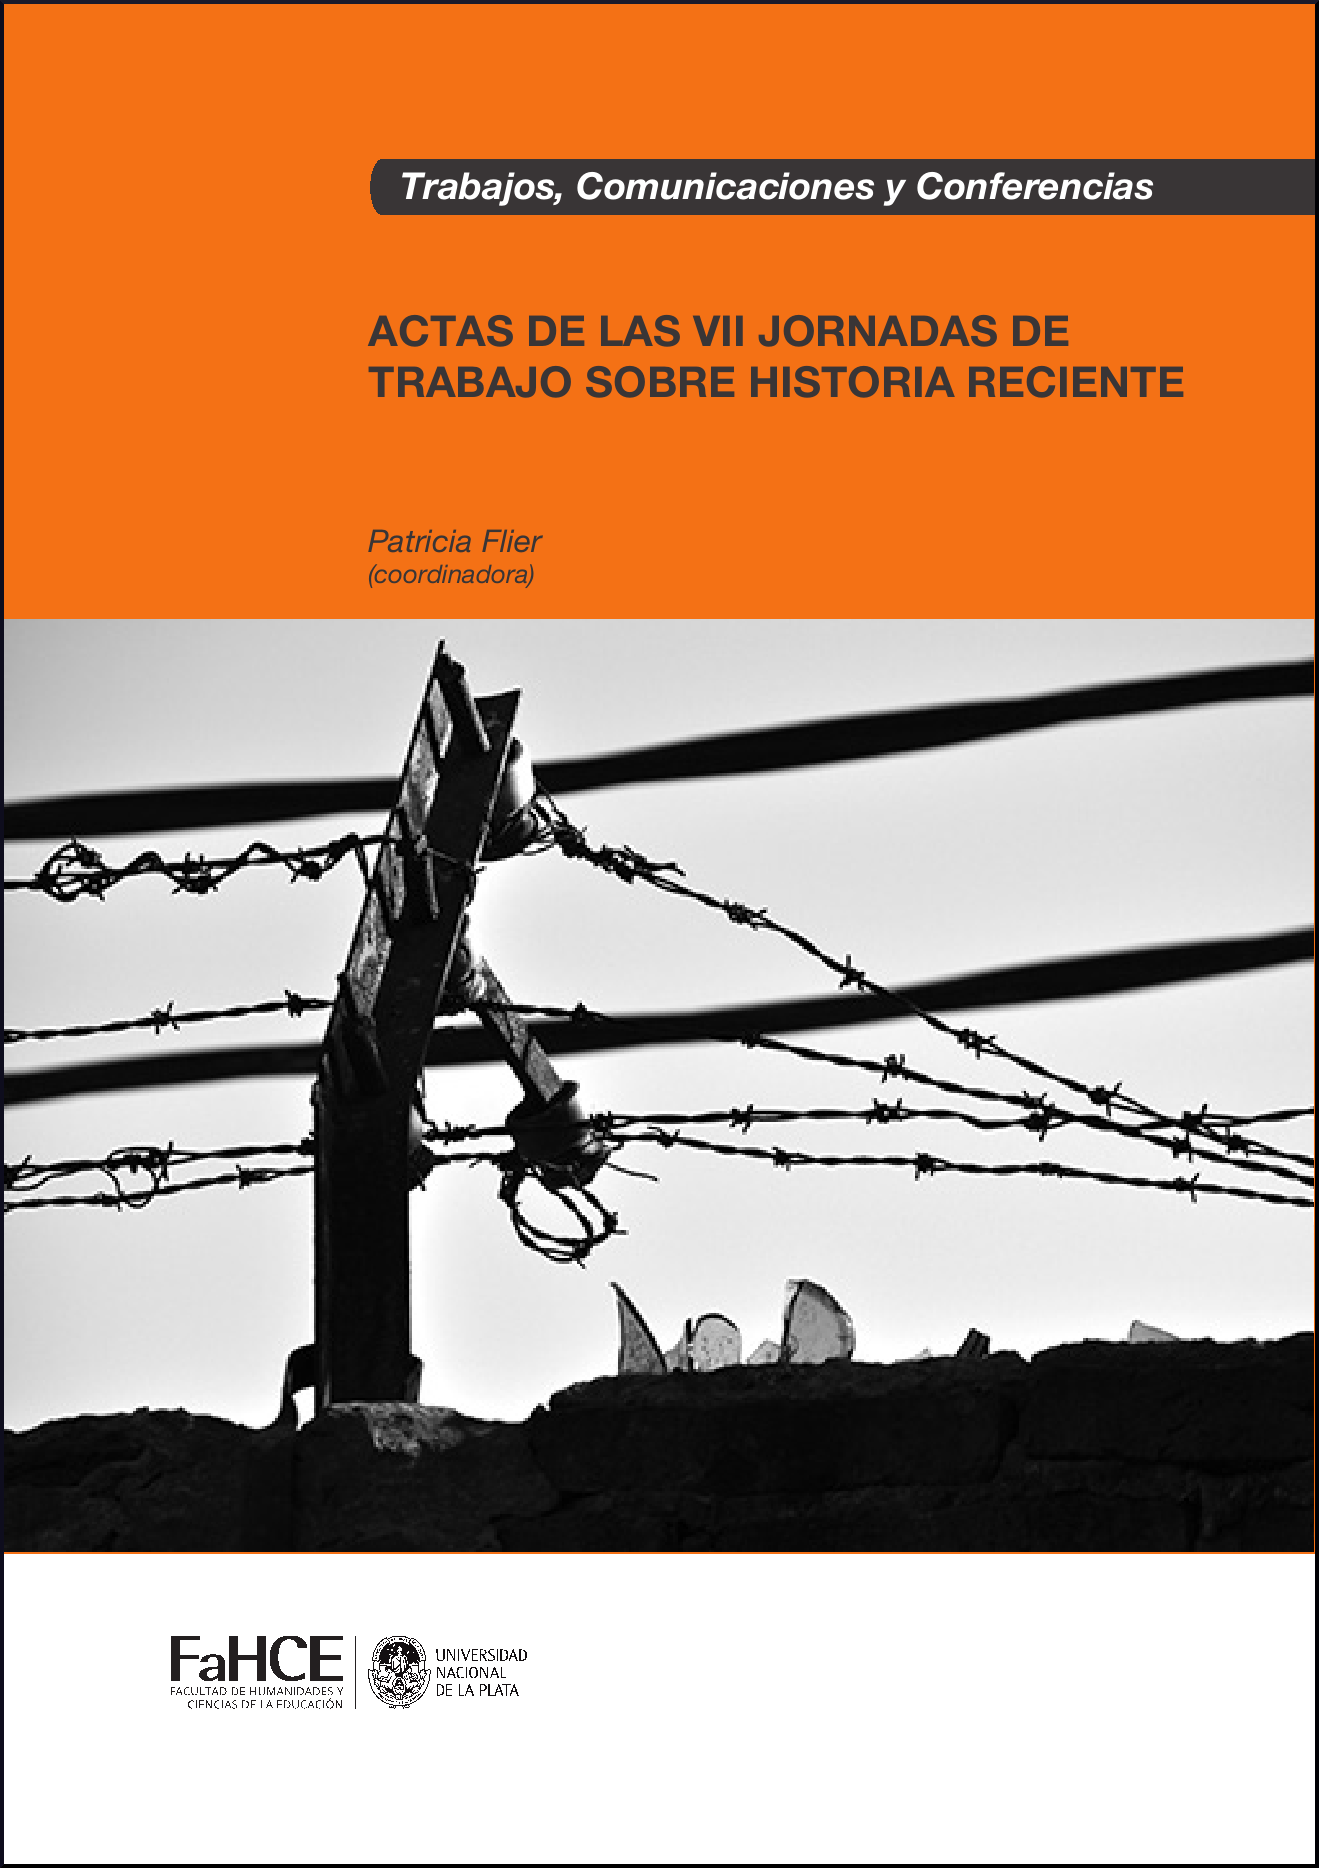 Trabajos, Comunicaciones y Conferencias
ACTAS DE LAS VII JORNADAS DE
TRABAJO SOBRE HISTORIA RECIENTE
Patricia Flier
(coordinadora)
FaHCE
FACULTAD DE HUMANIDADES Y
CIENCIAS DE LA EDUCACIÓN
UNIVERSIDAD
NACIONAL
DE LA PLATA